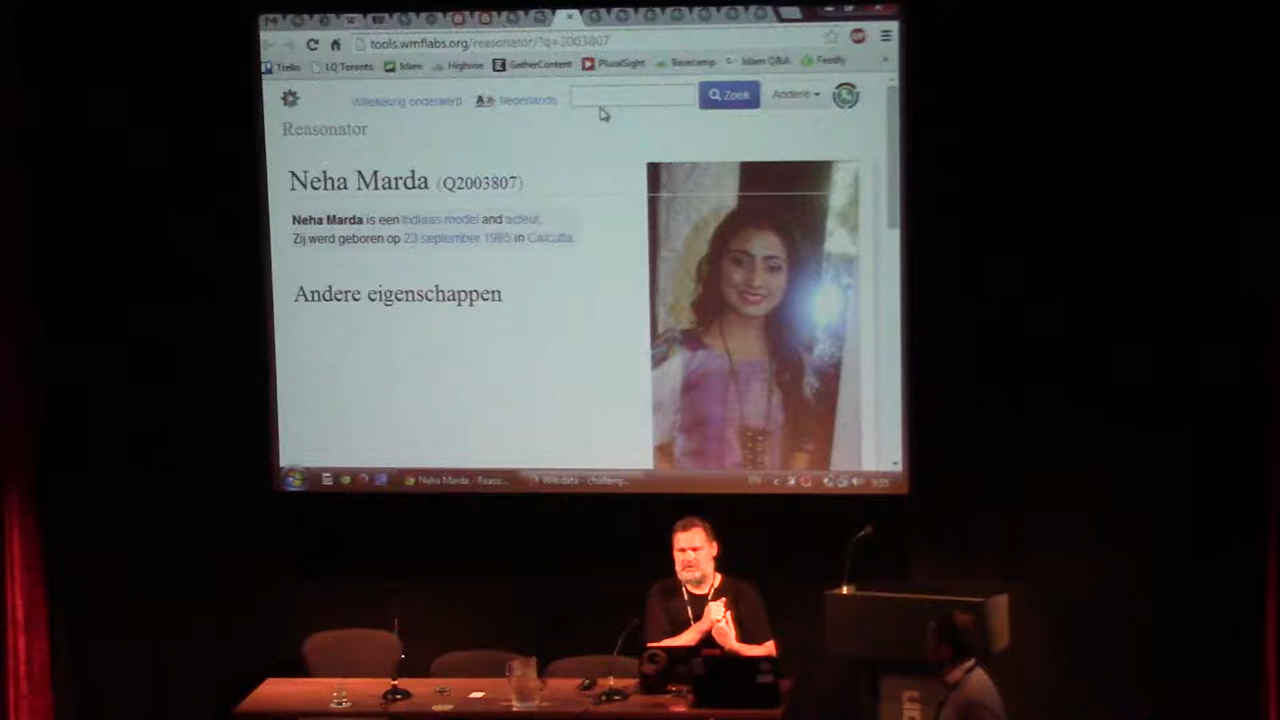 tools.wmflabs.org/reasonator/?q=2003807
Trello I.Q Toronto Islam Highrise GatherContent PluralSight Basecamp Islam Q&A Feedly
Willekeurig onderwerp Nederlands Zoek Andere
Reasonator
Neha Marda (Q2003807)
Neha Marda is een Indiaas model and acteur.
Zij werd geboren op 23 september 1985 in Calcutta.
Andere eigenschappen
Neha Marda - Reaso... Wikidata - challeng...